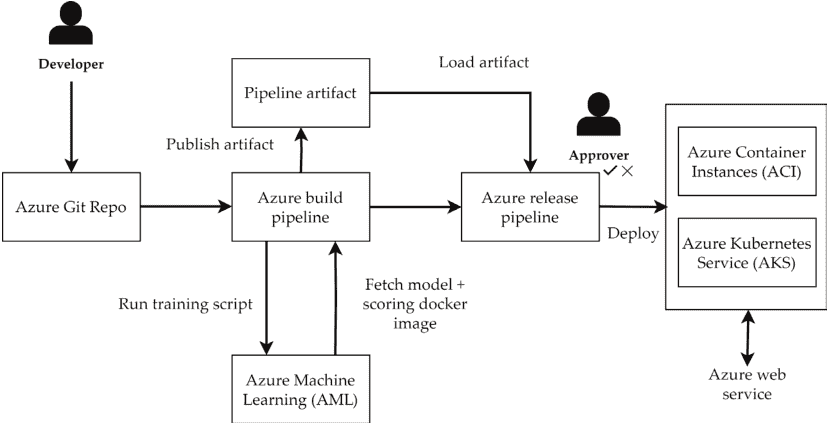 Developer
Pipeline artifact
Load artifact
Publish artifact
Approver
Azure Git Repo
Azure build
pipeline
Azure release
pipeline
Deploy
Azure Container
Instances (ACI)
Azure Kubernetes
Service (AKS)
Run training script
Fetch model +
scoring docker
image
Azure Machine
Learning (AML)
Azure web
service